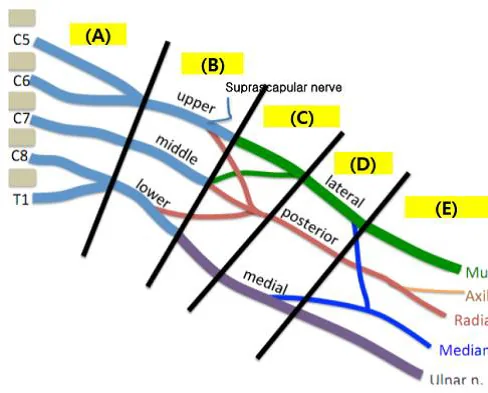 (A)
C5
(B)
C6
upper
Suprascapular nerve
C7
(C)
middle
C8
(D)
lateral
T1
lower
(E)
posterior
medial
Mu
Axil
Radia
Median
Ulnar n.